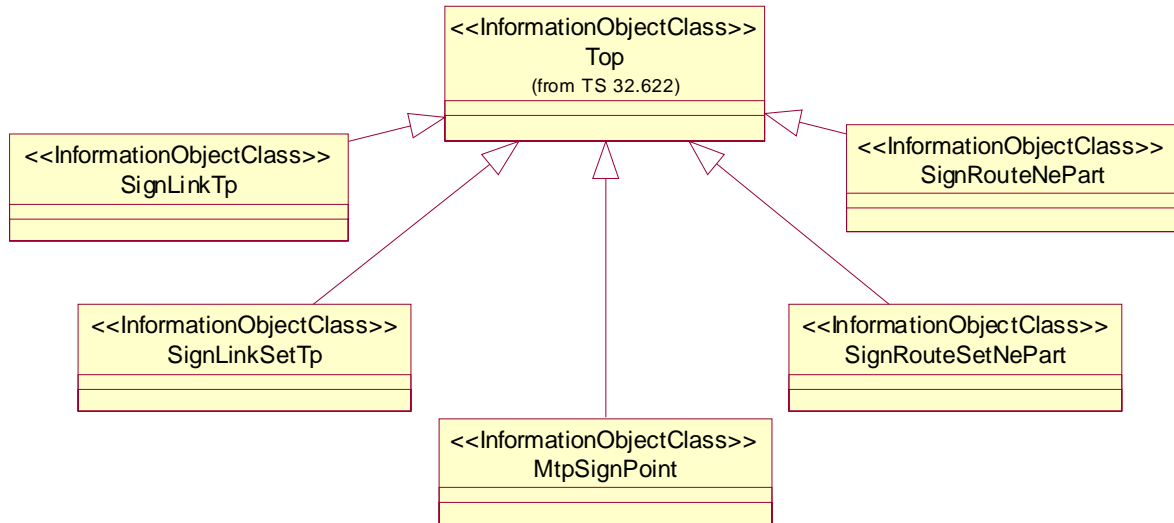 <<InformationObjectClass>>
Top
(from TS 32.622)
<<InformationObjectClass>>
SignLinkTp
<<InformationObjectClass>>
SignRouteNePart
<<InformationObjectClass>>
SignLinkSetTp
<<InformationObjectClass>>
SignRouteSetNePart
<<InformationObjectClass>>
MtpSignPoint